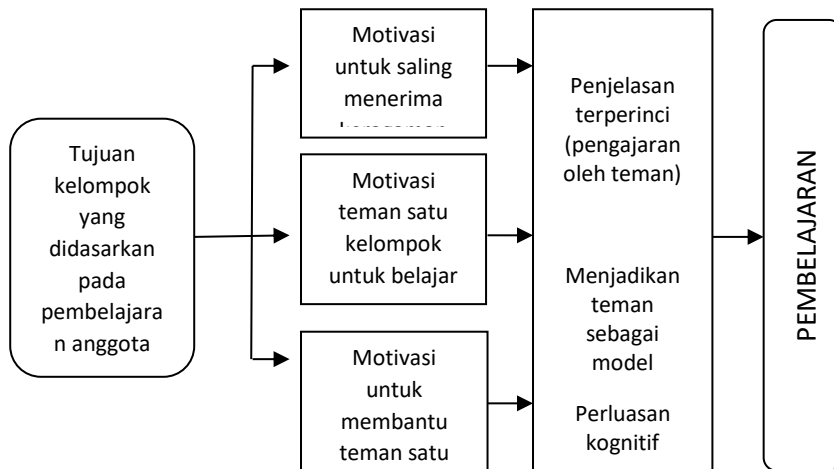 Tujuan
kelompok
yang
didasarkan
pada
pembelajara
n anggota
Motivasi
untuk saling
menerima
Motivasi
teman satu
kelompok
untuk belajar
Motivasi
untuk
membantu
teman satu
Penjelasan
terperinci
(pengajaran
oleh teman)
Menjadikan
teman
sebagai
model
Perluasan
kognitif
PEMBELAJARAN